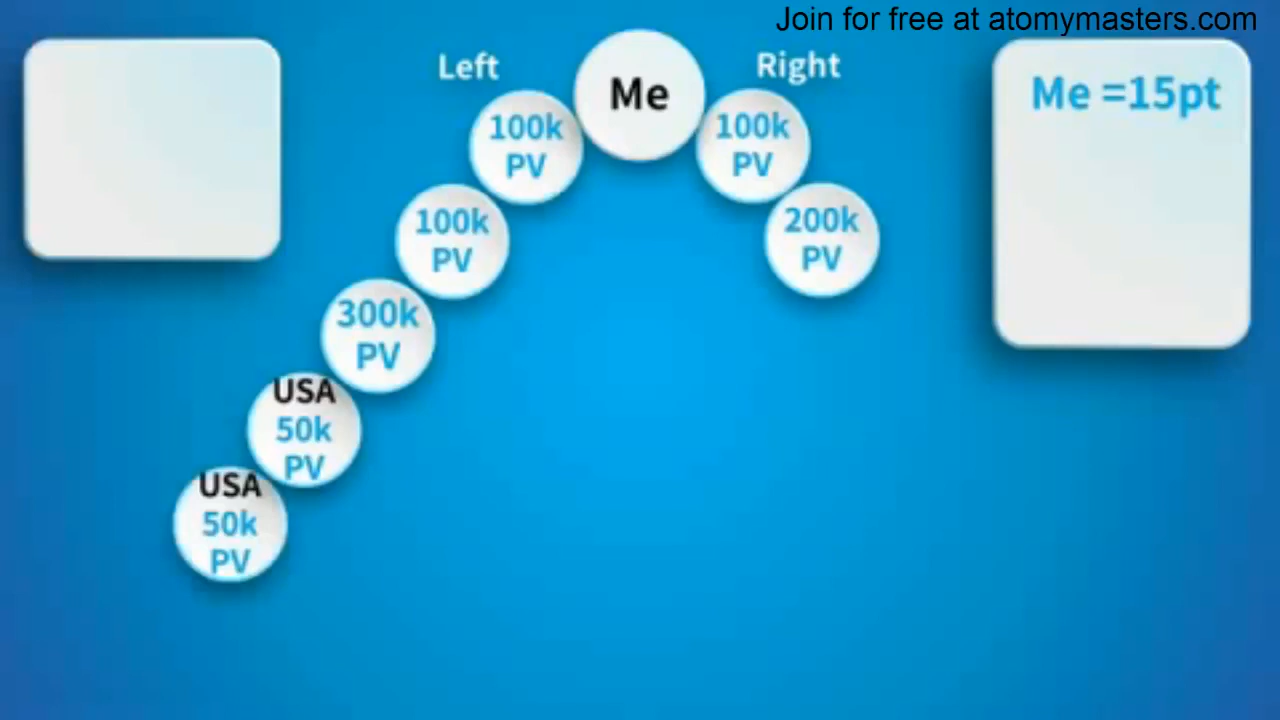 Join for free at atomymasters.com
Left
Me
Right
Me =15pt
100k
PV
100k
PV
100k
PV
200k
PV
300k
PV
USA
50k
PV
USA
50k
PV